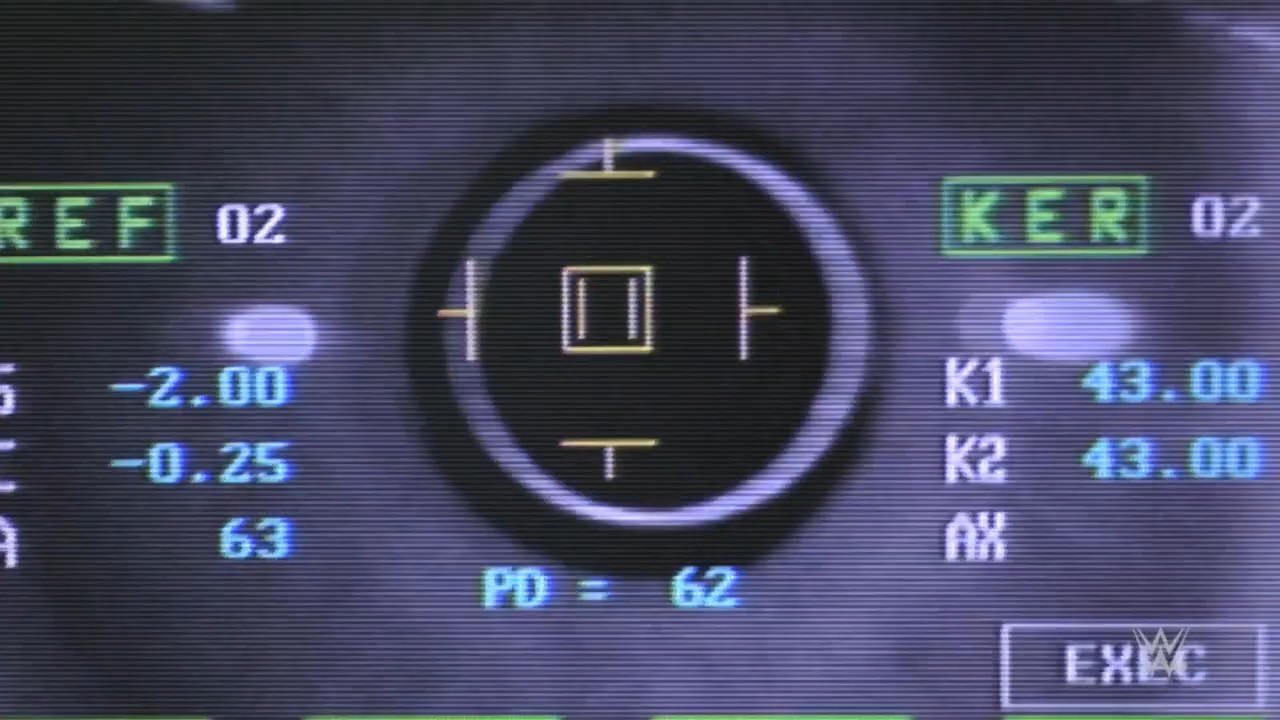 REF 02
KER 02
S -2.00
K1 43.00
C -0.25
K2 43.00
A 63
AX
PD = 62
EXEC
W